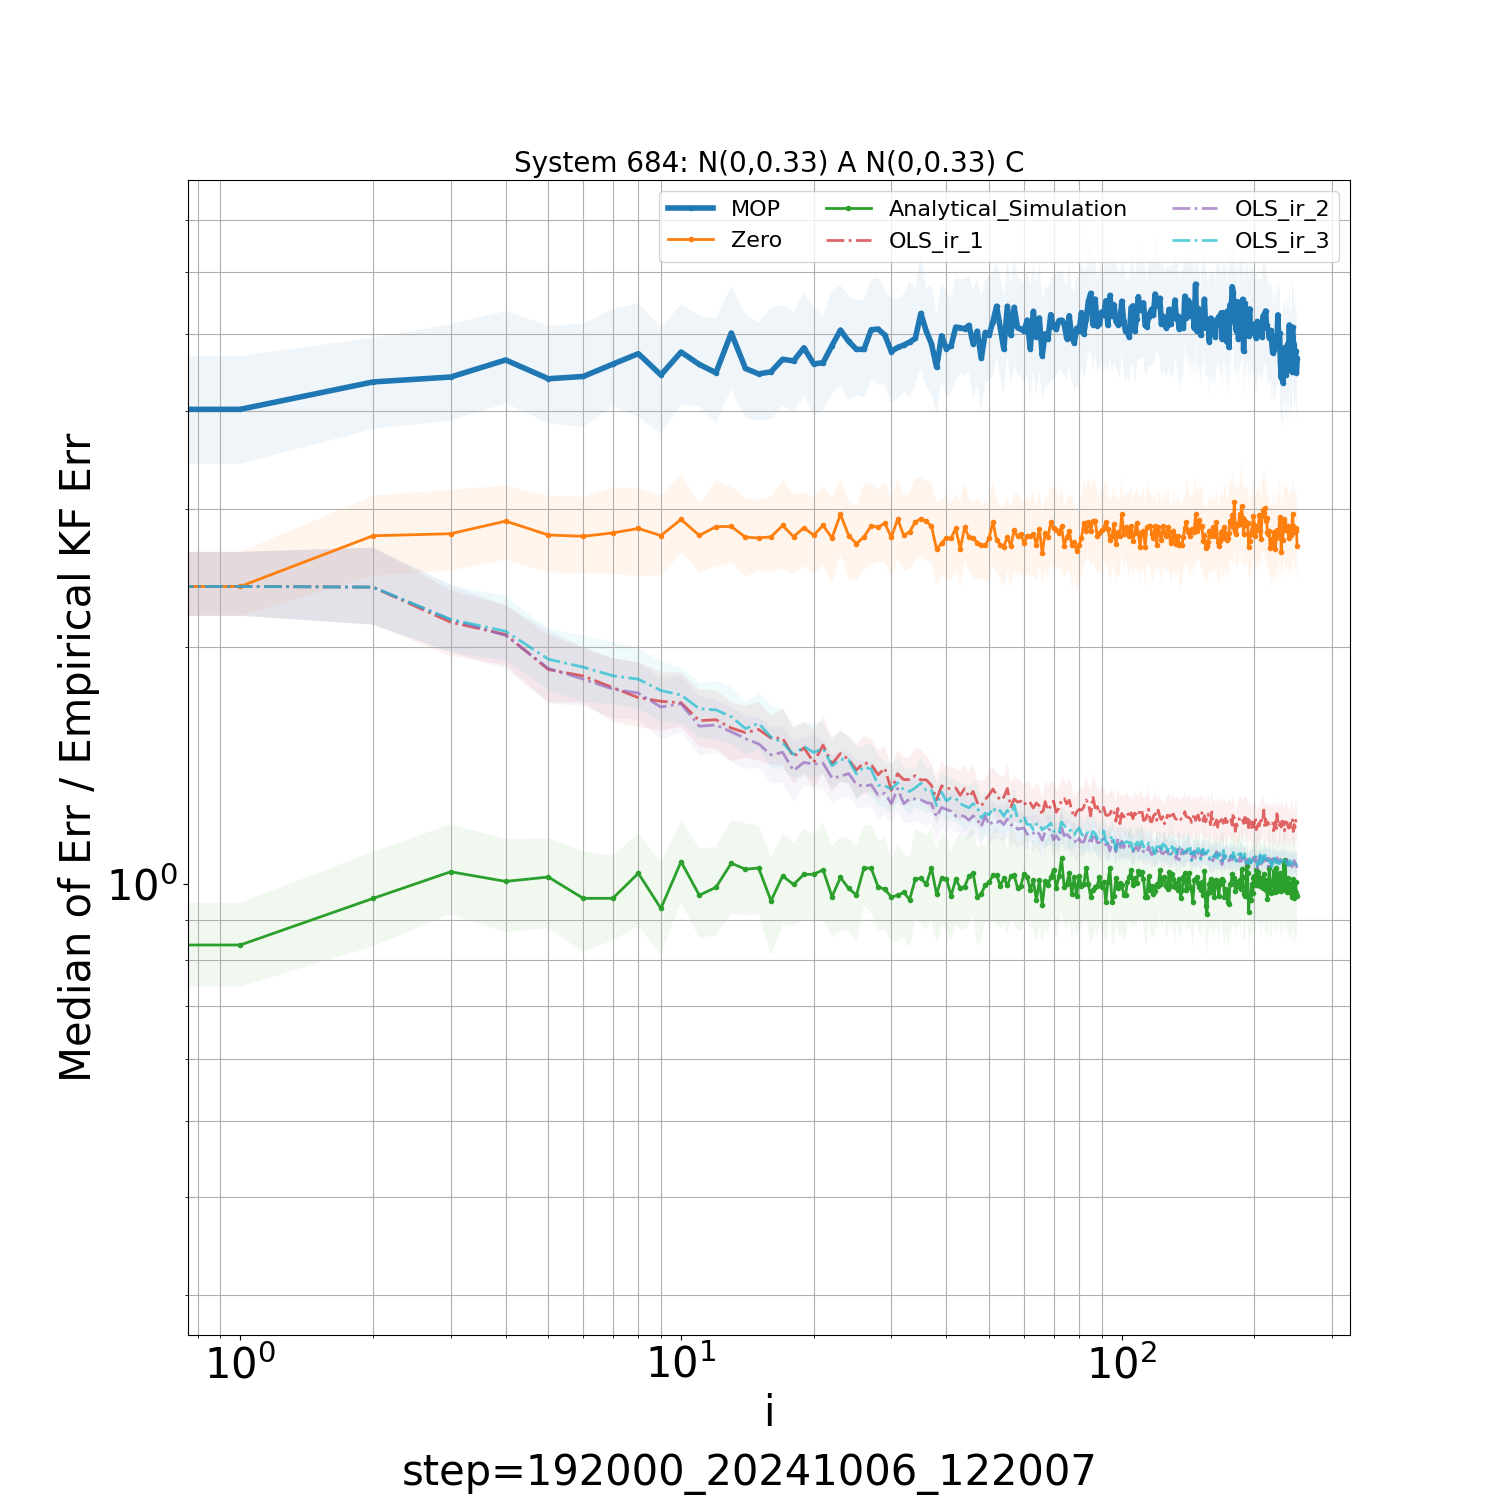 System 684: N(0,0.33) A N(0,0.33) C
MOP
Zero
Analytical_Simulation
OLS_ir_1
OLS_ir_2
OLS_ir_3
Median of Err / Empirical KF Err
10⁰
10⁰ 10¹ 10²
i
step=192000_20241006_122007